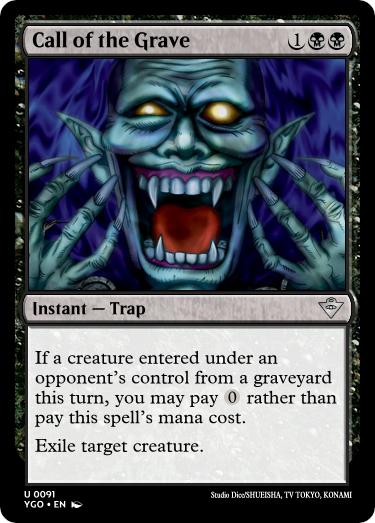 Call of the Grave 1
Instant — Trap
If a creature entered under an
opponent's control from a graveyard
this turn, you may pay 0 rather than
pay this spell's mana cost.
Exile target creature.
U 0091
YGO • EN
Studio Dice/SHUEISHA, TV TOKYO, KONAMI